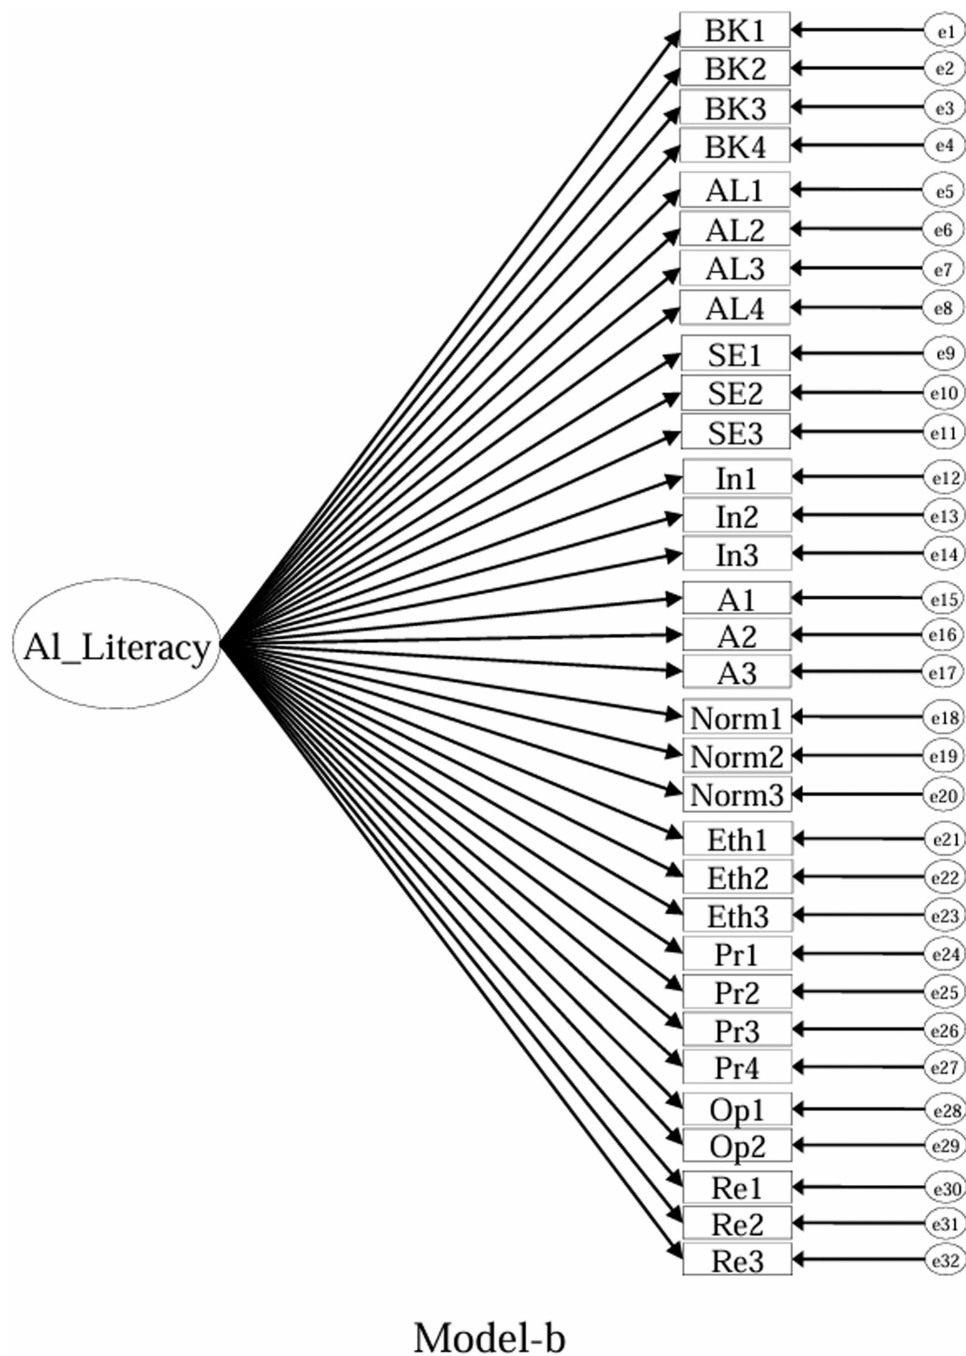 BK1 e1
BK2 e2
BK3 e3
BK4 e4
AL1 e5
AL2 e6
AL3 e7
AL4 e8
SE1 e9
SE2 e10
SE3 e11
In1 e12
In2 e13
In3 e14
A1 e15
AI_Literacy A2 e16
A3 e17
Norm1 e18
Norm2 e19
Norm3 e20
Eth1 e21
Eth2 e22
Eth3 e23
Pr1 e24
Pr2 e25
Pr3 e26
Pr4 e27
Op1 e28
Op2 e29
Re1 e30
Re2 e31
Re3 e32
Model-b